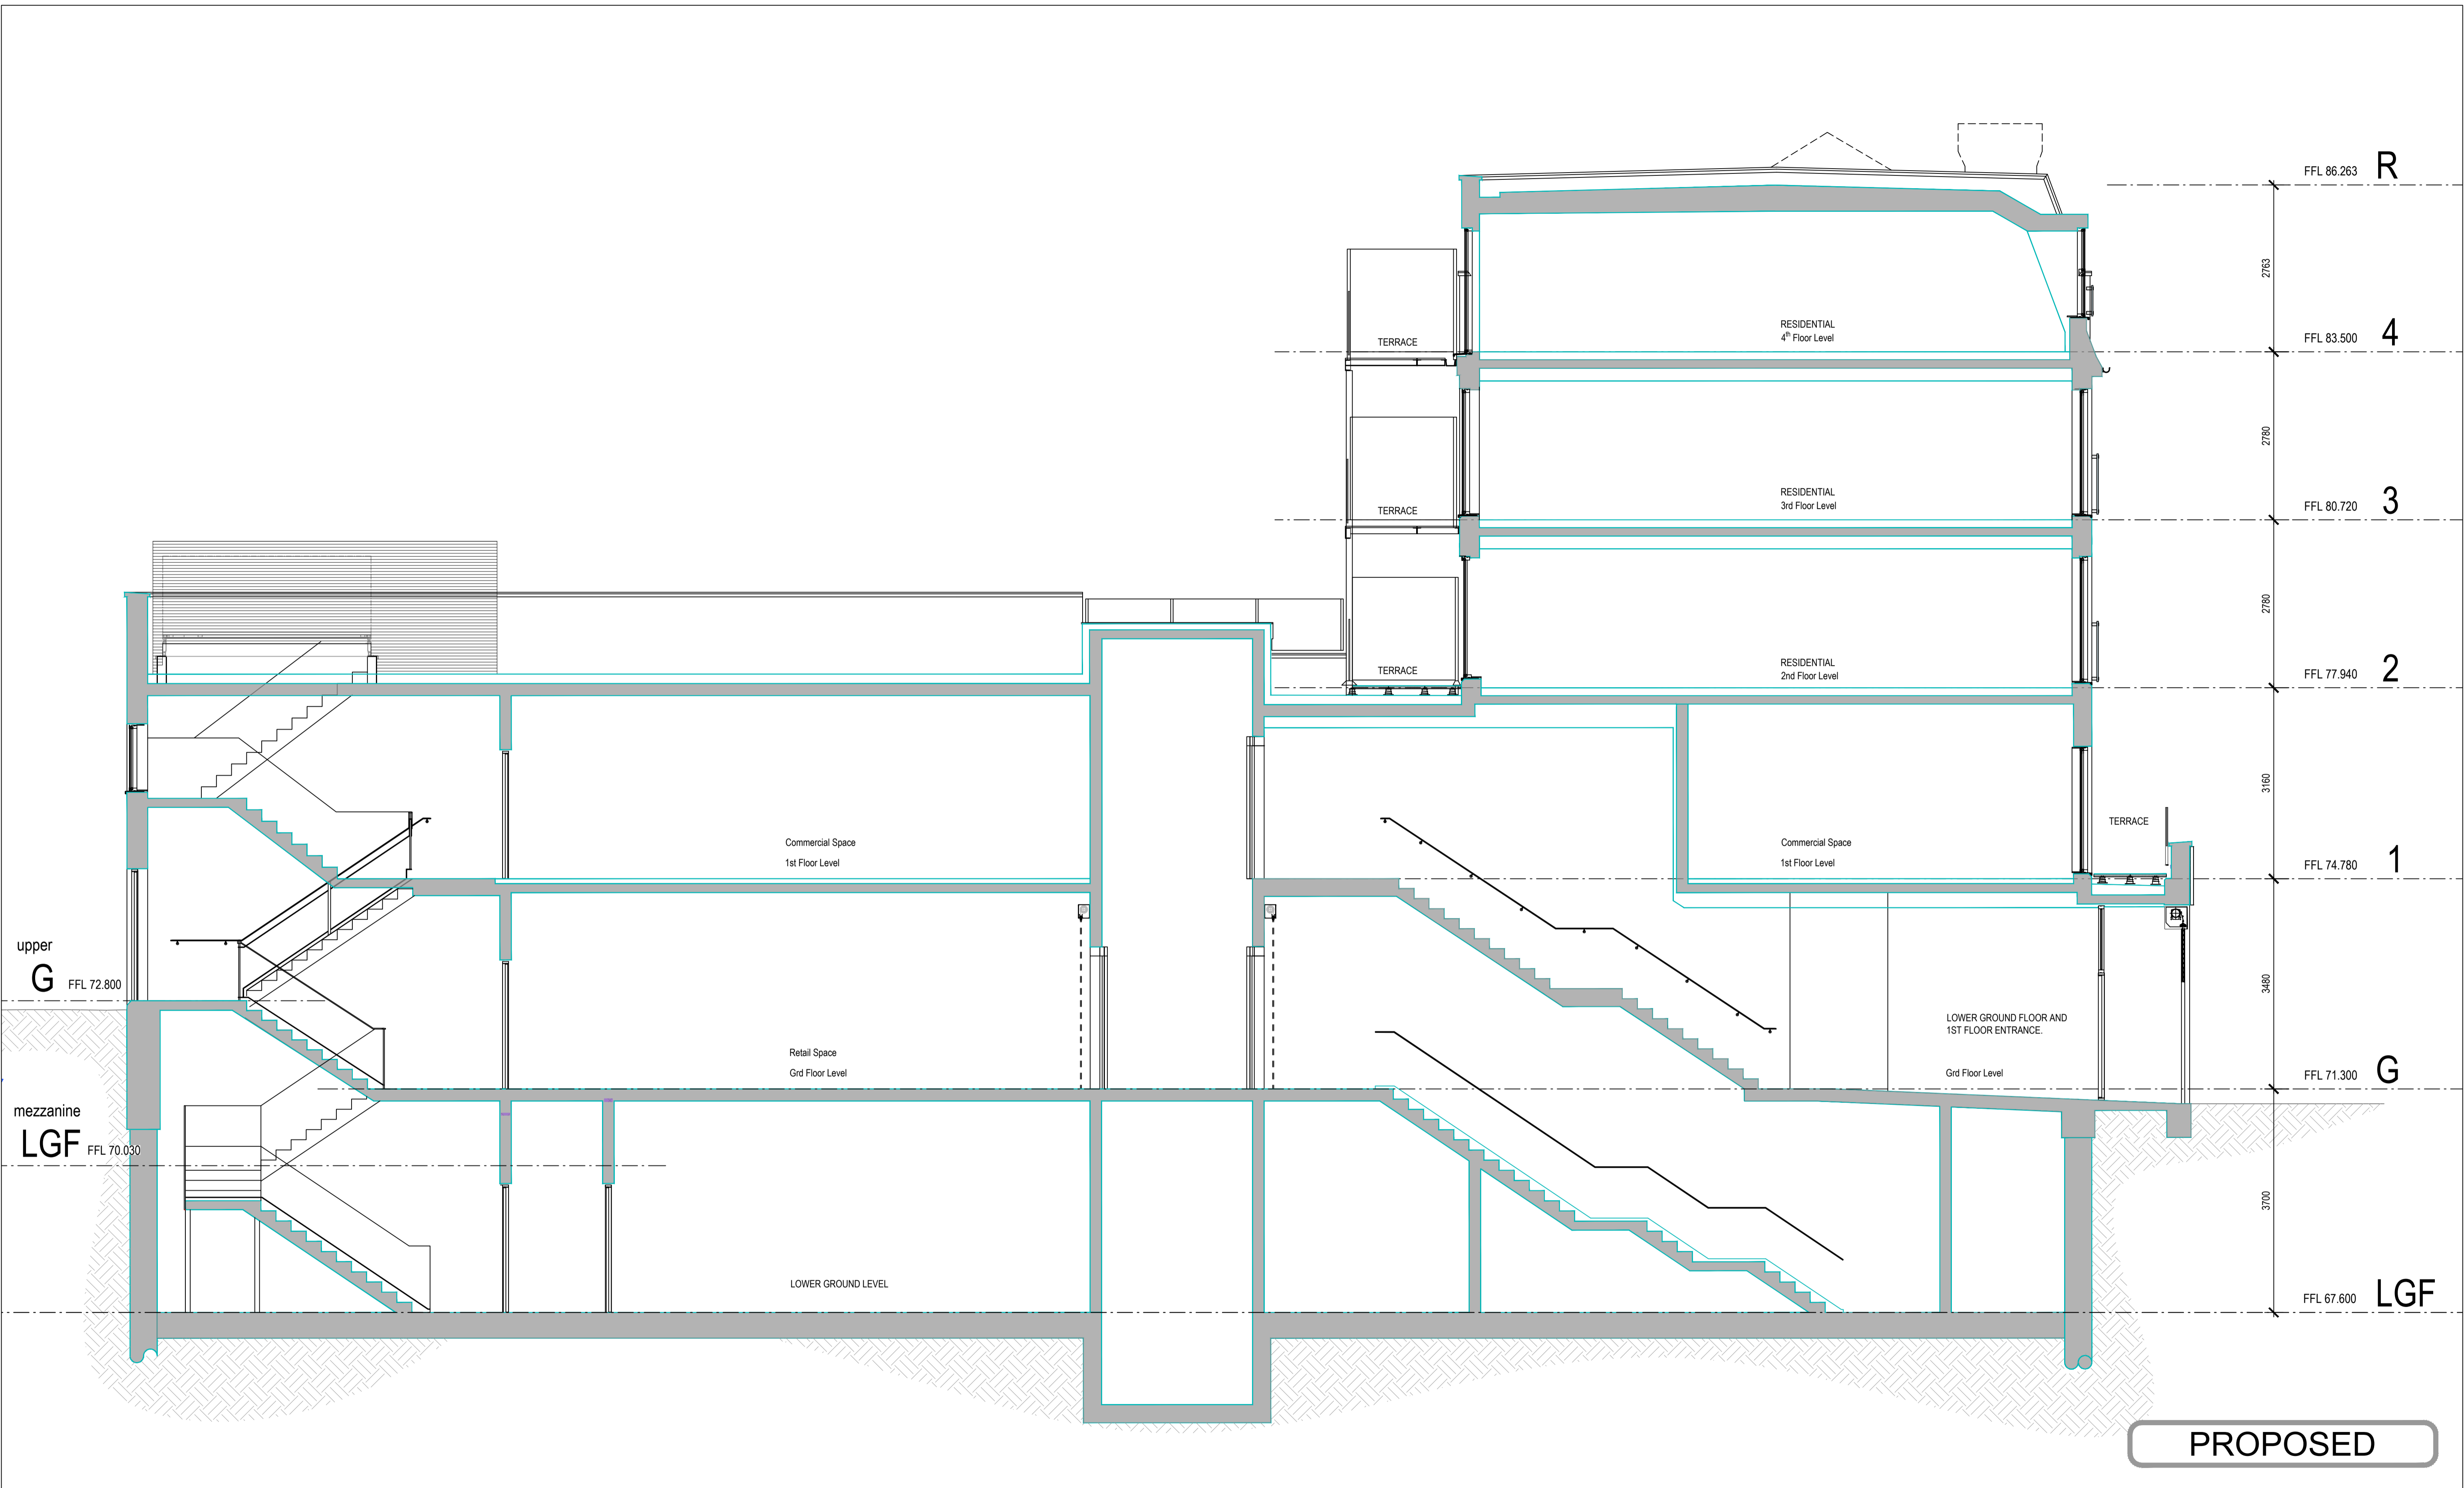 FFL 86.263 R
2763
RESIDENTIAL
4th Floor Level
TERRACE
FFL 83.500 4
2780
RESIDENTIAL
3rd Floor Level
TERRACE
FFL 80.720 3
2780
RESIDENTIAL
2nd Floor Level
TERRACE
FFL 77.940 2
3160
TERRACE
Commercial Space
1st Floor Level
Commercial Space
1st Floor Level
FFL 74.780 1
upper
G FFL 72.800
3480
LOWER GROUND FLOOR AND
1ST FLOOR ENTRANCE.
Retail Space
Grd Floor Level
Grd Floor Level
FFL 71.300 G
mezzanine
LGF FFL 70.030
3700
LOWER GROUND LEVEL
FFL 67.600 LGF
PROPOSED